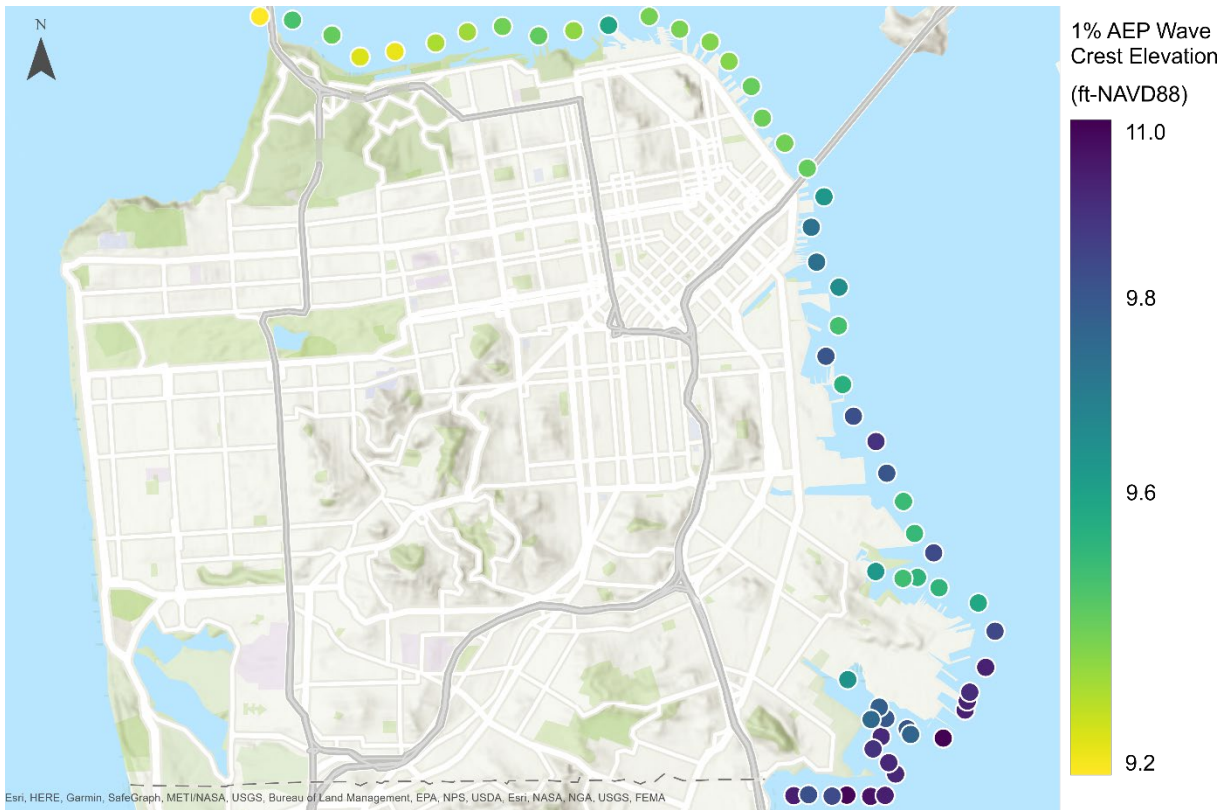 N
1% AEP Wave
Crest Elevation
(ft-NAVD88)
11.0
9.8
9.6
9.2
Esri, HERE, Garmin, SafeGraph, METI/NASA, USGS, Bureau of Land Management, EPA, NPS, USDA, Esri, NASA, NGA, USGS, FEMA